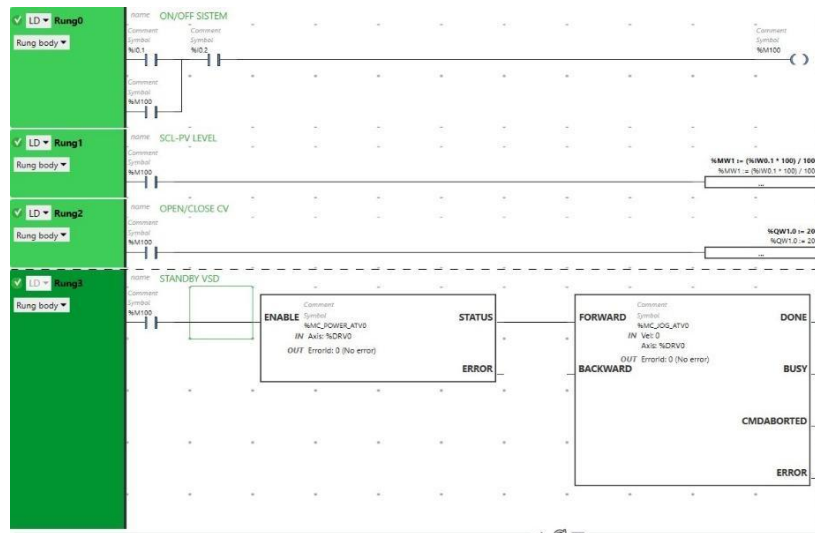 LD Rung0
Rung body
name ON/OFF SISTEM
Comment Comment Comment
Symbol Symbol Symbol
%I0.1 %I0.2 %M100
Comment
Symbol
%M100
LD Rung1
Rung body
name SCL-PV LEVEL
Comment
Symbol
%M100
%MW1 := (%IW0.1 * 100) / 100
%MW1 := (%IW0.1 * 100) / 100
...
LD Rung2
Rung body
name OPEN/CLOSE CV
Comment
Symbol
%M100
%QW1.0 := 20
%QW1.0 := 20
...
LD Rung3
Rung body
name STANDBY VSD
Comment
Symbol
%M100
Comment
ENABLE Symbol STATUS
%MC_POWER_ATV0
IN Axis: %DRV0
OUT ErrorId: 0 (No error)
ERROR
Comment
FORWARD Symbol DONE
%MC_JOG_ATV0
IN Vel: 0
Axis: %DRV0
OUT ErrorId: 0 (No error)
BACKWARD BUSY
CMDABORTED
ERROR